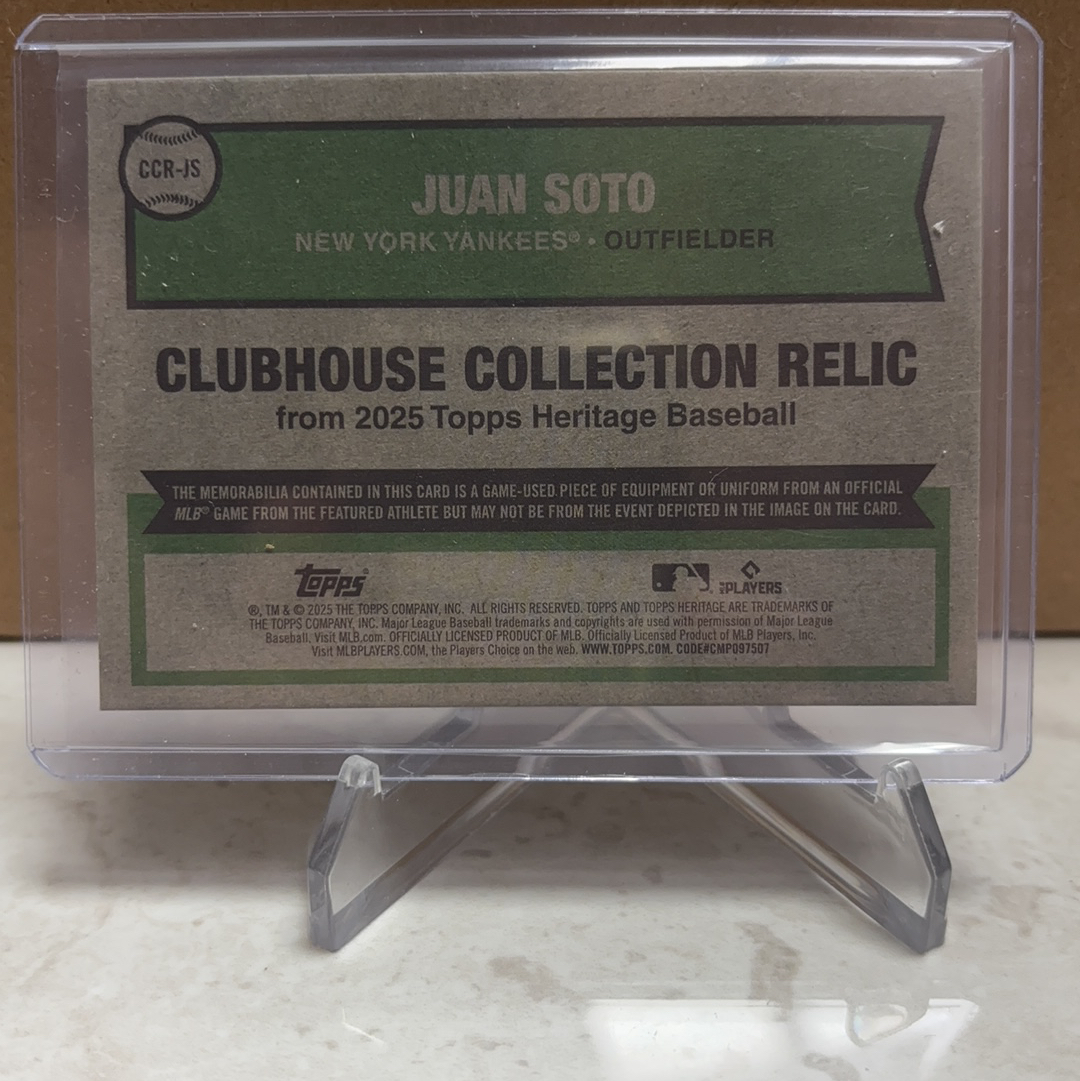 CCR-JS
JUAN SOTO
NEW YORK YANKEES® • OUTFIELDER
CLUBHOUSE COLLECTION RELIC
from 2025 Topps Heritage Baseball
THE MEMORABILIA CONTAINED IN THIS CARD IS A GAME-USED PIECE OF EQUIPMENT OR UNIFORM FROM AN OFFICIAL
MLB® GAME FROM THE FEATURED ATHLETE BUT MAY NOT BE FROM THE EVENT DEPICTED IN THE IMAGE ON THE CARD.
Topps®
MLB PLAYERS
®, TM & © 2025 THE TOPPS COMPANY, INC. ALL RIGHTS RESERVED. TOPPS AND TOPPS HERITAGE ARE TRADEMARKS OF
THE TOPPS COMPANY, INC. Major League Baseball trademarks and copyrights are used with permission of Major League
Baseball. Visit MLB.com. OFFICIALLY LICENSED PRODUCT OF MLB. Officially Licensed Product of MLB Players, Inc.
Visit MLBPLAYERS.COM, the Players Choice on the web. WWW.TOPPS.COM. CODE#CMP097507